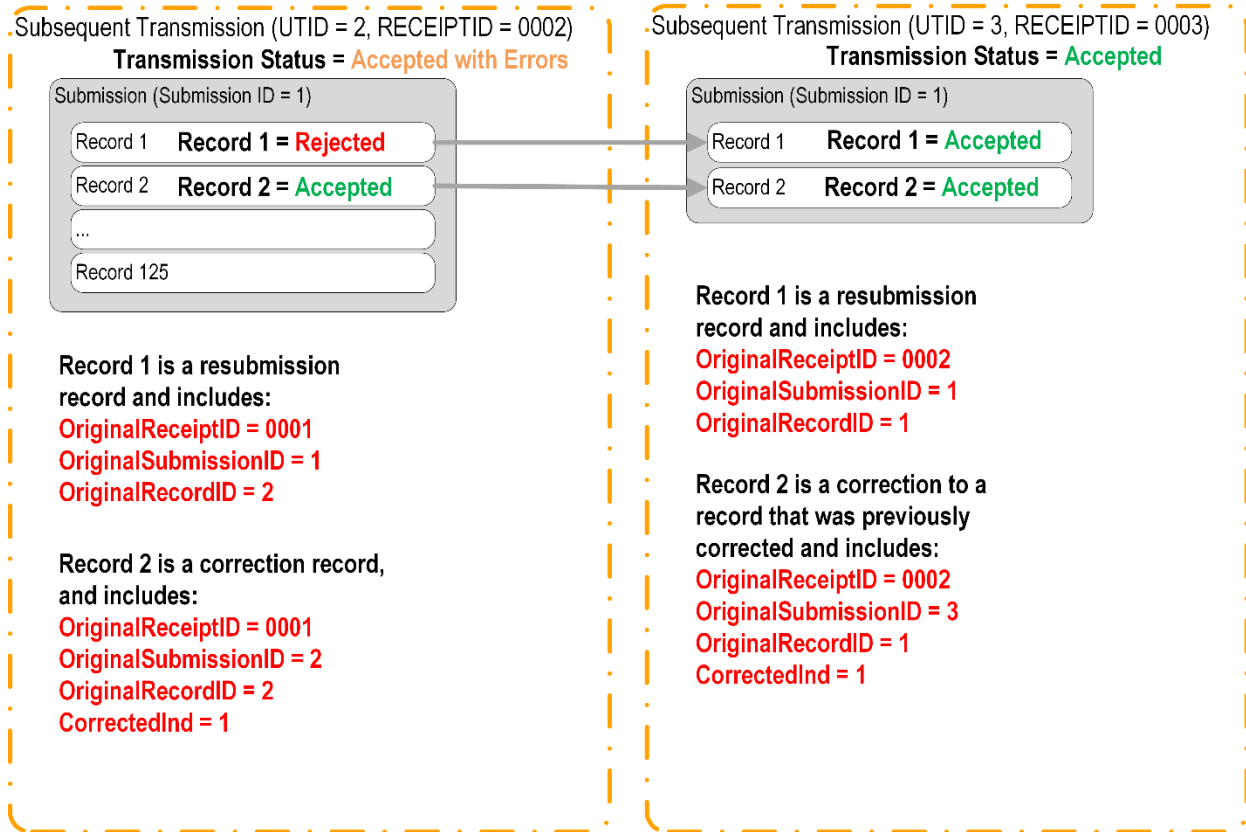 Subsequent Transmission (UTID = 2, RECEIPTID = 0002)
Transmission Status = Accepted with Errors
Submission (Submission ID = 1)
Record 1 Record 1 = Rejected
Record 2 Record 2 = Accepted
...
Record 125
Record 1 is a resubmission
record and includes:
OriginalReceiptID = 0001
OriginalSubmissionID = 1
OriginalRecordID = 2
Record 2 is a correction record,
and includes:
OriginalReceiptID = 0001
OriginalSubmissionID = 2
OriginalRecordID = 2
CorrectedInd = 1
Subsequent Transmission (UTID = 3, RECEIPTID = 0003)
Transmission Status = Accepted
Submission (Submission ID = 1)
Record 1 Record 1 = Accepted
Record 2 Record 2 = Accepted
Record 1 is a resubmission
record and includes:
OriginalReceiptID = 0002
OriginalSubmissionID = 1
OriginalRecordID = 1
Record 2 is a correction to a
record that was previously
corrected and includes:
OriginalReceiptID = 0002
OriginalSubmissionID = 3
OriginalRecordID = 1
CorrectedInd = 1